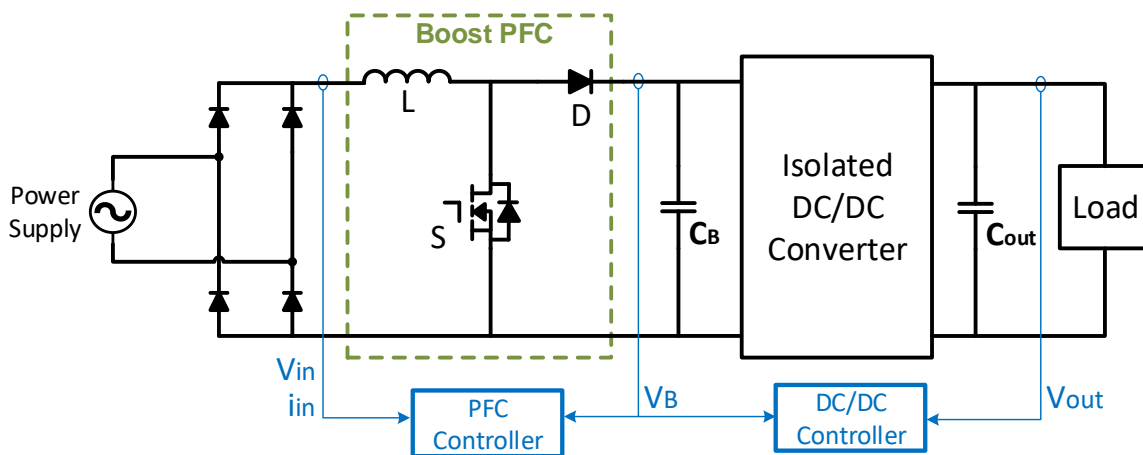 Boost PFC
L
D
Power
Supply
S
CB
Isolated
DC/DC
Converter
Cout
Load
Vin
iin
PFC
Controller
VB
DC/DC
Controller
Vout